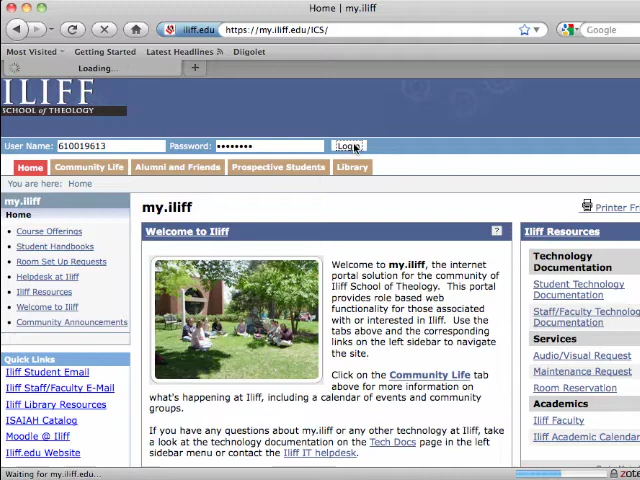 Home | my.iliff
iliff.edu https://my.iliff.edu/ICS/ Google
Most Visited Getting Started Latest Headlines Diigolet
Loading...
ILIFF
SCHOOL of THEOLOGY
User Name: 610019613 Password: •••••••• Login
Home Community Life Alumni and Friends Prospective Students Library
You are here: Home
my.iliff
Home
Course Offerings
Student Handbooks
Room Set Up Requests
Helpdesk at Iliff
Iliff Resources
Welcome to Iliff
Community Announcements
Quick Links
Iliff Student Email
Iliff Staff/Faculty E-Mail
Iliff Library Resources
ISAIAH Catalog
Moodle @ Iliff
Iliff.edu Website
my.iliff
Printer Fri
Welcome to Iliff ?
Welcome to my.iliff, the internet
portal solution for the community of
Iliff School of Theology. This portal
provides role based web
functionality for those associated
with or interested in Iliff. Use the
tabs above and the corresponding
links on the left sidebar to navigate
the site.
Click on the Community Life tab
above for more information on
what's happening at Iliff, including a calendar of events and community
groups.
If you have any questions about my.iliff or any other technology at Iliff, take
a look at the technology documentation on the Tech Docs page in the left
sidebar menu or contact the Iliff IT helpdesk.
Iliff Resources
Technology
Documentation
Student Technology
Documentation
Staff/Faculty Technolog
Documentation
Services
Audio/Visual Request
Maintenance Request
Room Reservation
Academics
Iliff Faculty
Iliff Academic Calenda
Waiting for my.iliff.edu... zote